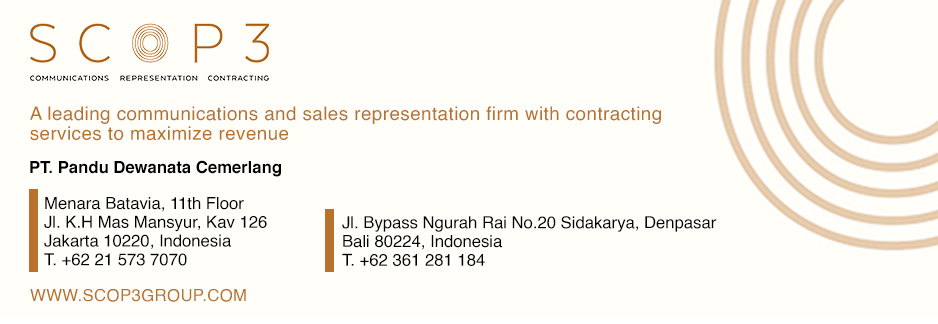 SCOP3
COMMUNICATIONS REPRESENTATION CONTRACTING
A leading communications and sales representation firm with contracting
services to maximize revenue
PT. Pandu Dewanata Cemerlang
Menara Batavia, 11th Floor
Jl. K.H Mas Mansyur, Kav 126
Jakarta 10220, Indonesia
T. +62 21 573 7070
Jl. Bypass Ngurah Rai No.20 Sidakarya, Denpasar
Bali 80224, Indonesia
T. +62 361 281 184
WWW.SCOP3GROUP.COM